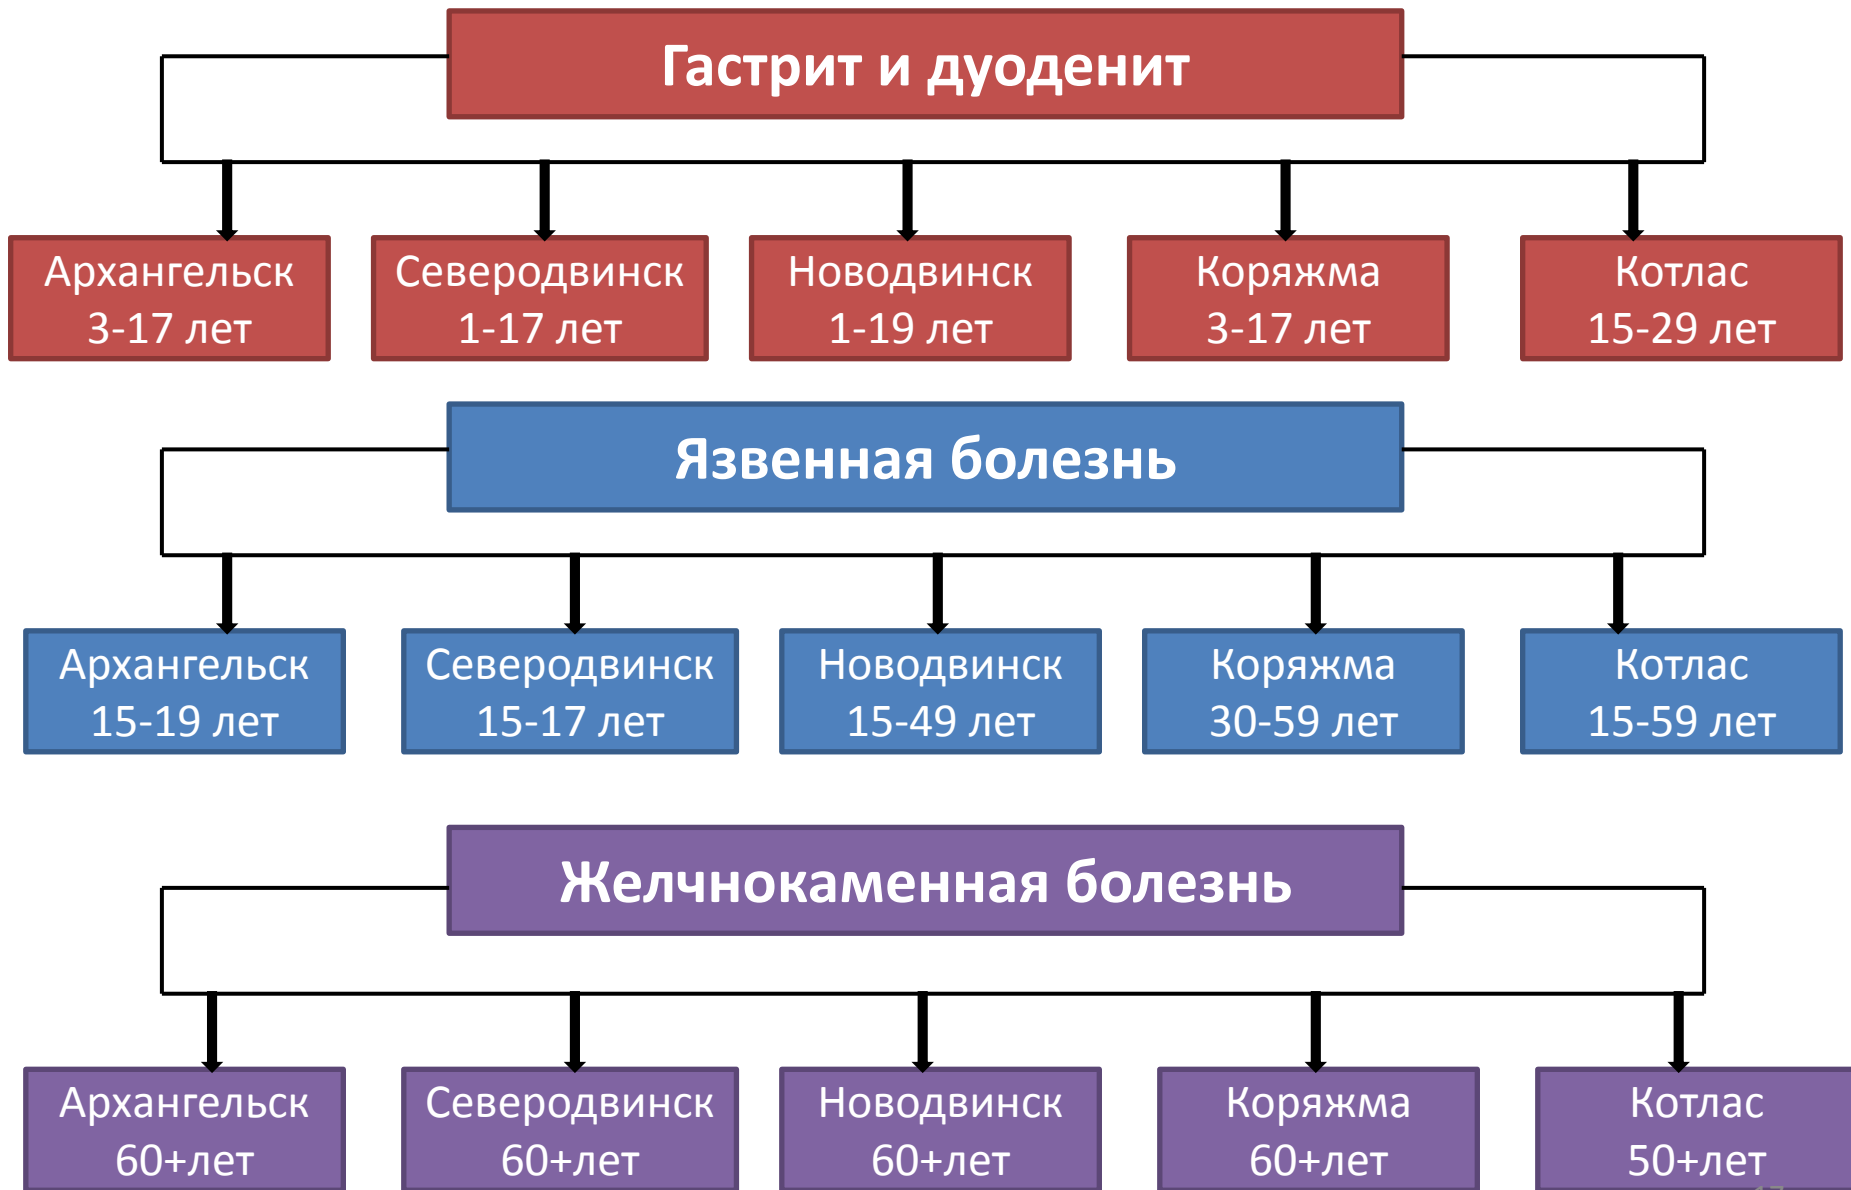 Гастрит и дуоденит
Архангельск
3-17 лет
Северодвинск
1-17 лет
Новодвинск
1-19 лет
Коряжма
3-17 лет
Котлас
15-29 лет
Язвенная болезнь
Архангельск
15-19 лет
Северодвинск
15-17 лет
Новодвинск
15-49 лет
Коряжма
30-59 лет
Котлас
15-59 лет
Желчнокаменная болезнь
Архангельск
60+лет
Северодвинск
60+лет
Новодвинск
60+лет
Коряжма
60+лет
Котлас
50+лет